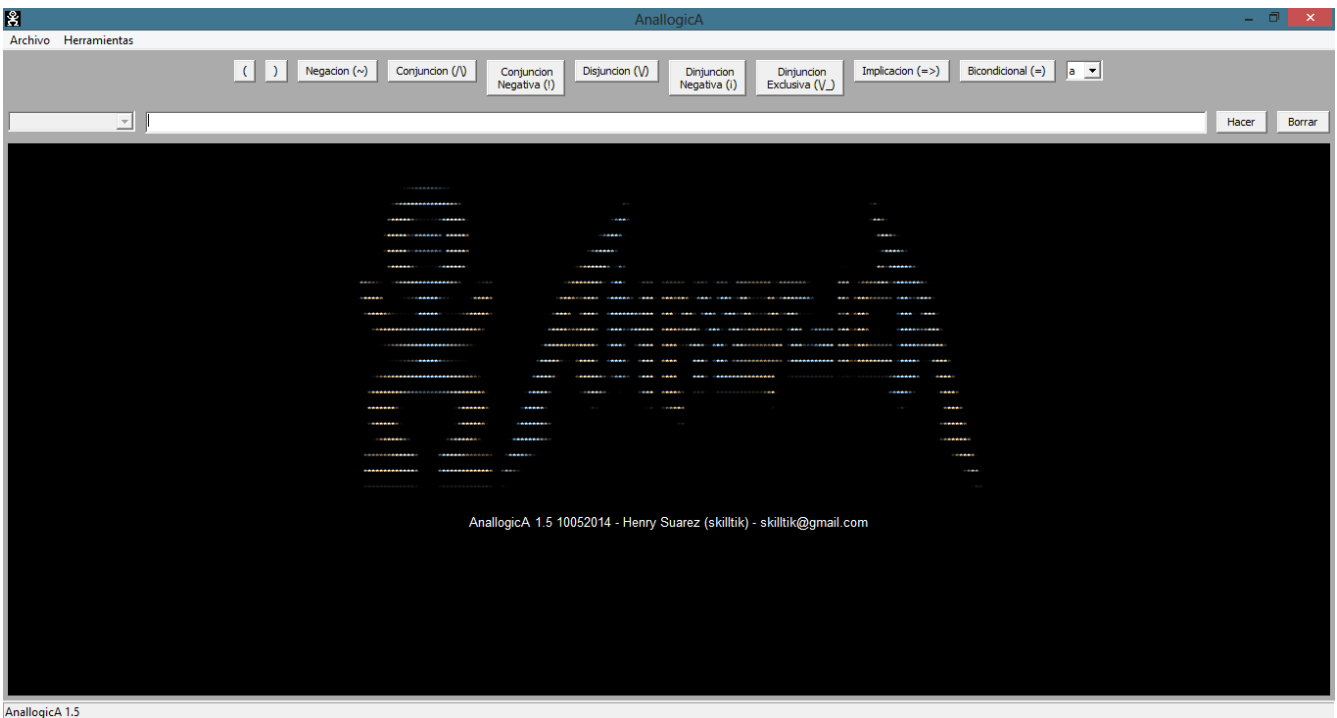 AnallogicA
Archivo Herramientas
( ) Negacion (~) Conjuncion (/\) Conjuncion Negativa (!) Disjuncion (\/) Dinjuncion Negativa (i) Dinjuncion Exclusiva (\/_) Implicacion (=>) Bicondicional (=) a
Hacer Borrar
AnallogicA
AnallogicA 1.5 10052014 - Henry Suarez (skilltik) - skilltik@gmail.com
AnallogicA 1.5